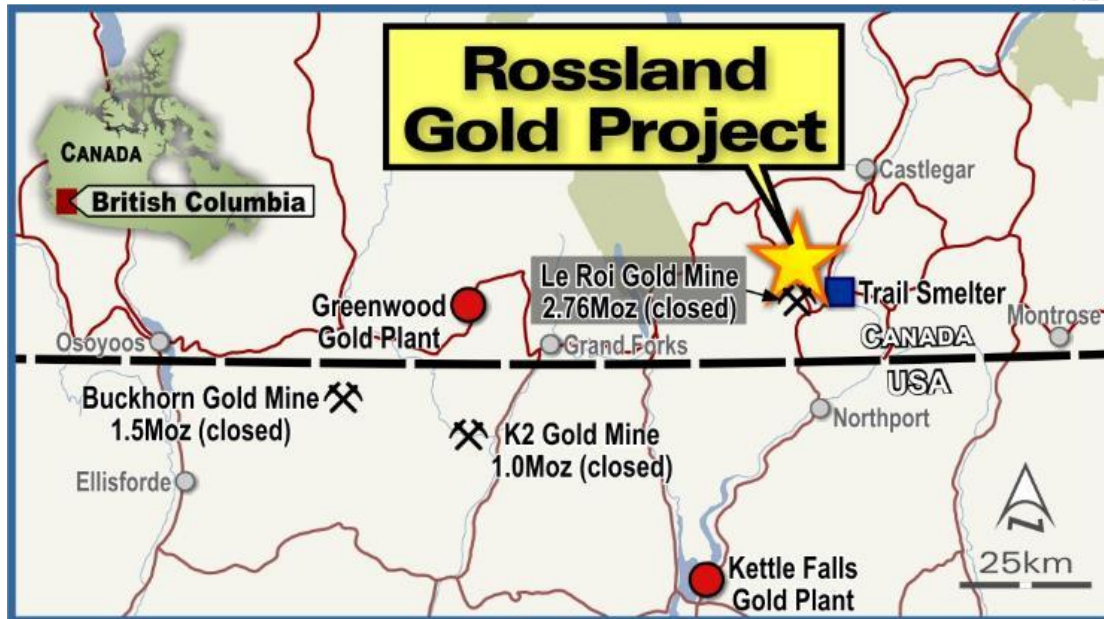 Rossland
Gold Project
CANADA
British Columbia
Castlegar
Le Roi Gold Mine
2.76Moz (closed)
Trail Smelter
Greenwood
Gold Plant
Montrose
Osoyoos
Grand Forks
CANADA
USA
Buckhorn Gold Mine
1.5Moz (closed)
Northport
K2 Gold Mine
1.0Moz (closed)
Ellisforde
N
25km
Kettle Falls
Gold Plant